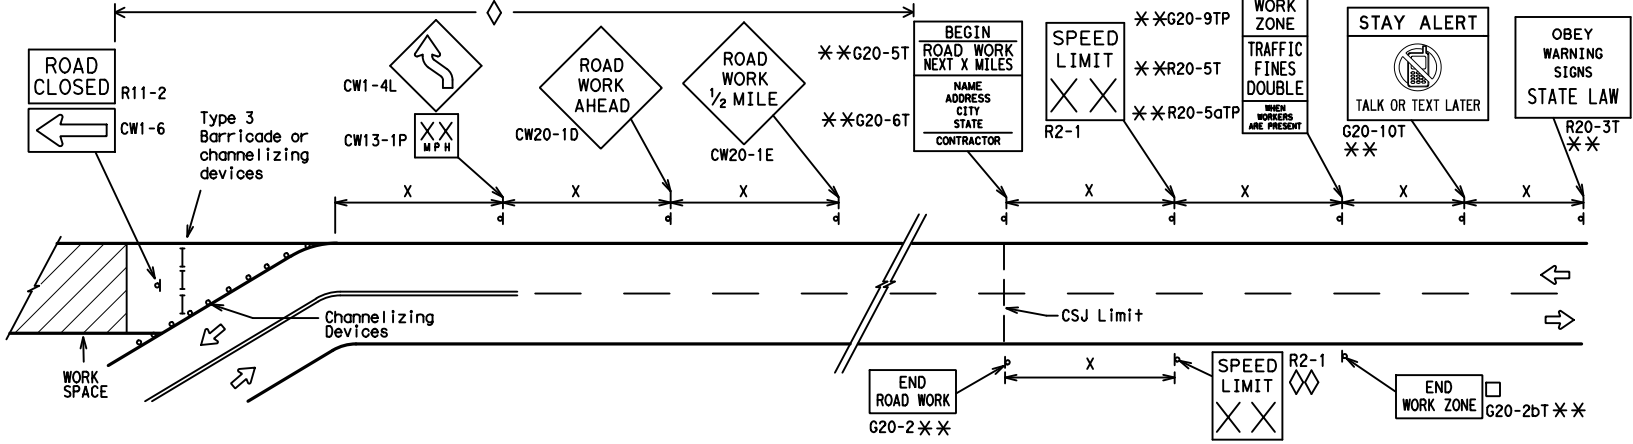 ROAD
CLOSED
R11-2
CW1-6
Type 3
Barricade or
channelizing
devices
CW1-4L
CW13-1P
X X
MPH
ROAD
WORK
AHEAD
CW20-1D
ROAD
WORK
1/2 MILE
CW20-1E
**G20-5T
**G20-6T
BEGIN
ROAD WORK
NEXT X MILES
NAME
ADDRESS
CITY
STATE
CONTRACTOR
SPEED
LIMIT
X X
R2-1
**G20-9TP
**R20-5T
**R20-5aTP
WORK
ZONE
TRAFFIC
FINES
DOUBLE
WHEN
WORKERS
ARE PRESENT
STAY ALERT
TALK OR TEXT LATER
G20-10T
**
OBEY
WARNING
SIGNS
STATE LAW
R20-3T
**
X
X
X
X
X
X
X
Channelizing
Devices
CSJ Limit
WORK
SPACE
END
ROAD WORK
G20-2**
X
SPEED
LIMIT
X X
R2-1
END
WORK ZONE
G20-2bT**